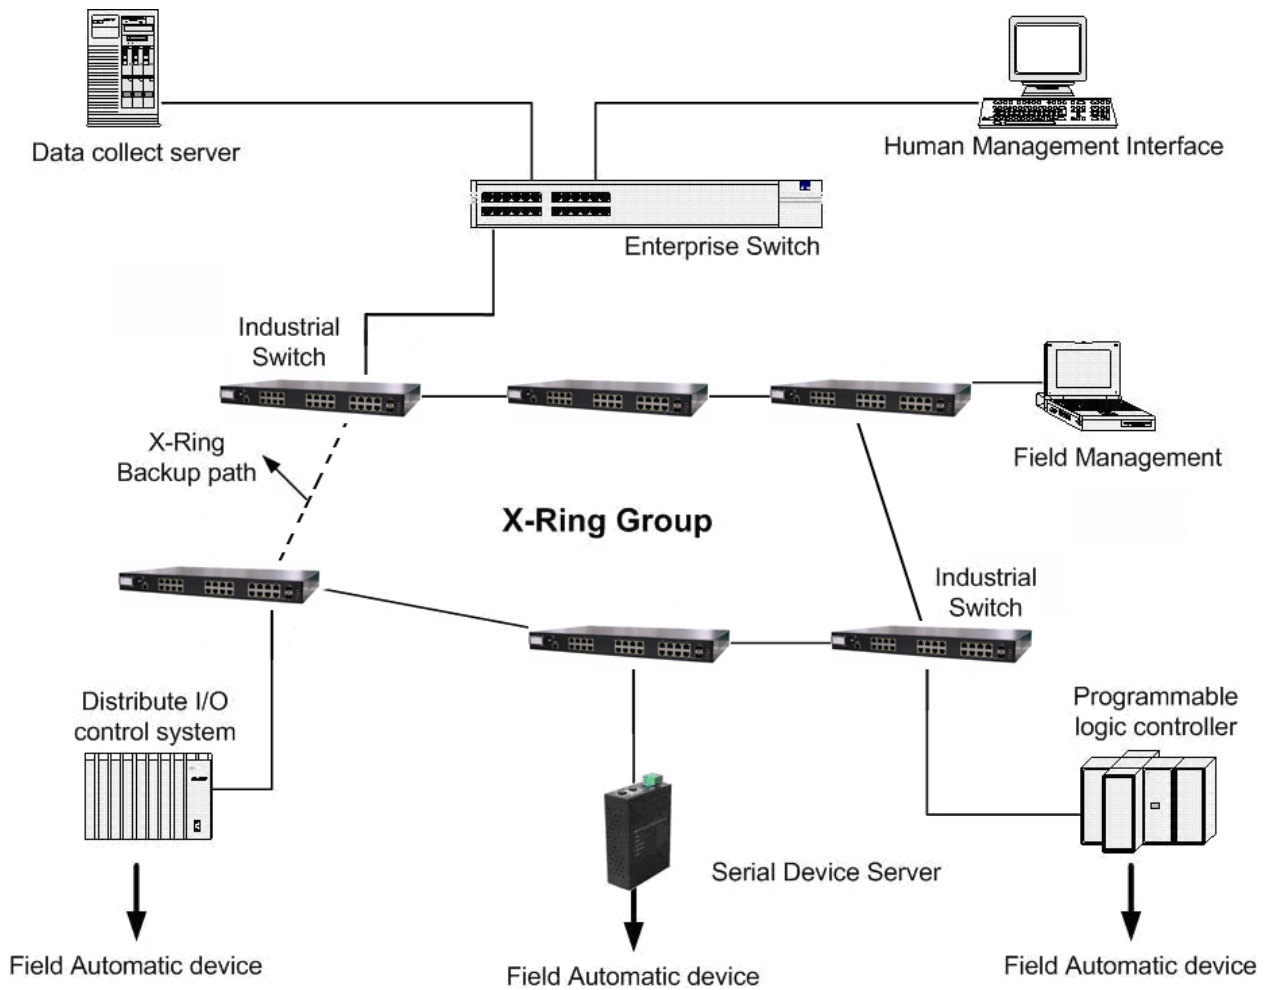 Data collect server
Human Management Interface
Enterprise Switch
Industrial
Switch
X-Ring
Backup path
Field Management
X-Ring Group
Industrial
Switch
Distribute I/O
control system
Programmable
logic controller
Serial Device Server
Field Automatic device
Field Automatic device
Field Automatic device